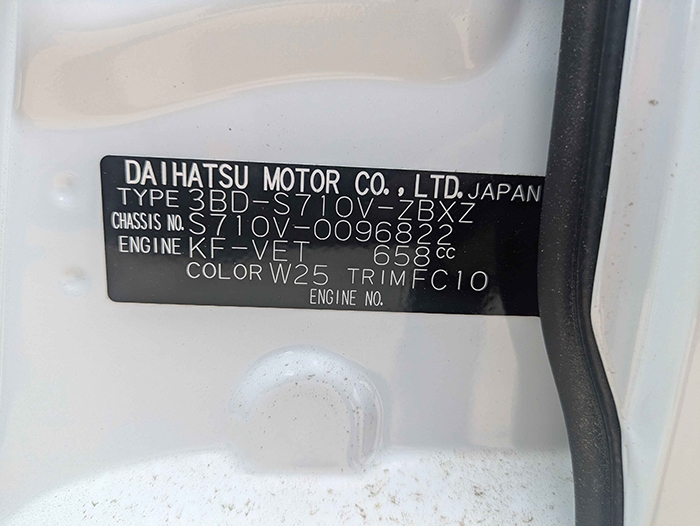 DAIHATSU MOTOR CO., LTD. JAPAN
TYPE 3BD-S710V-ZBXZ
CHASSIS NO. S710V-0096822
ENGINE KF-VET 658cc
COLOR W25 TRIM FC10
ENGINE NO.